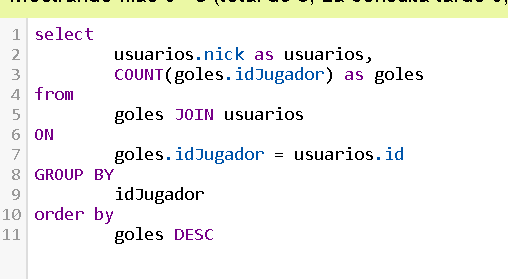 1 select
2 usuarios.nick as usuarios,
3 COUNT(goles.idJugador) as goles
4 from
5 goles JOIN usuarios
6 ON
7 goles.idJugador = usuarios.id
8 GROUP BY
9 idJugador
10 order by
11 goles DESC